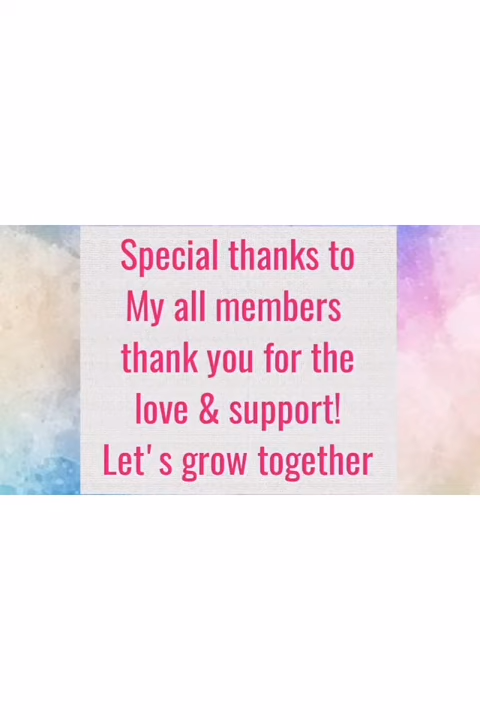 Special thanks to
My all members
thank you for the
love & support!
Let's grow together